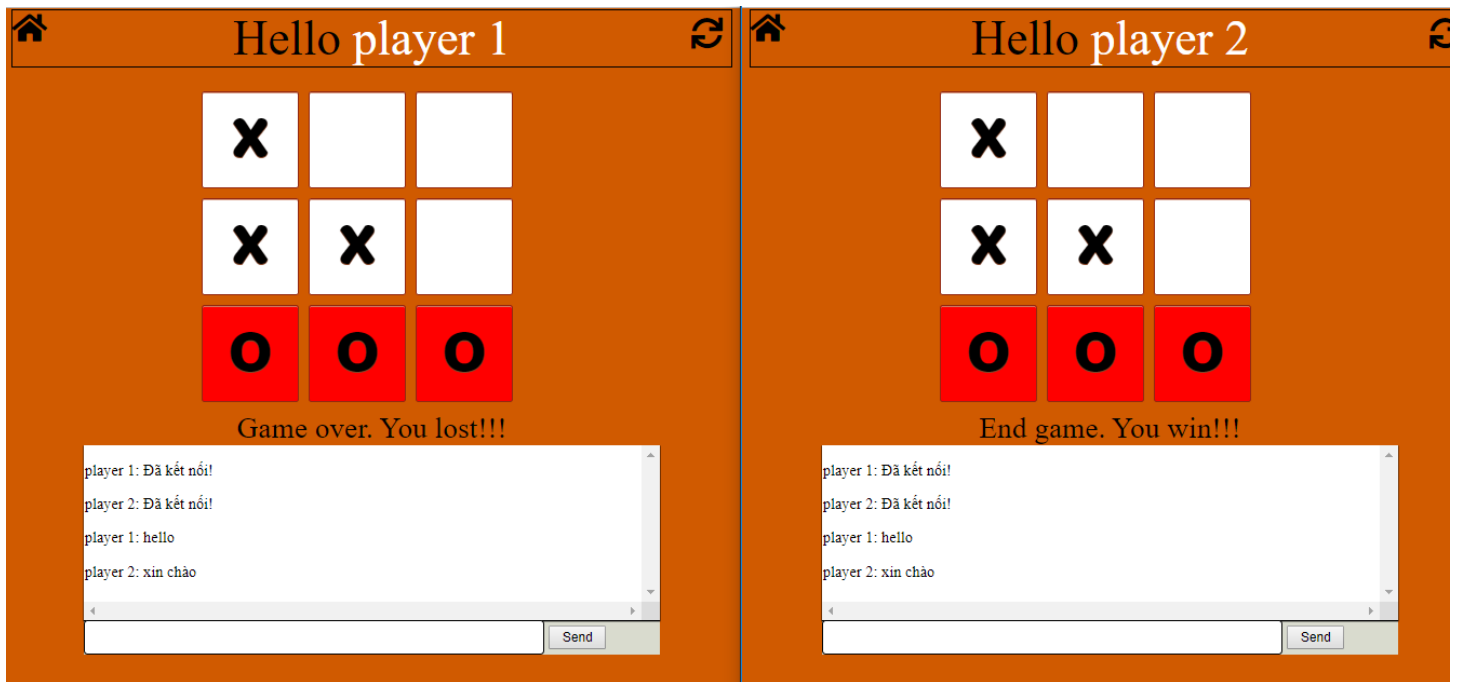 Hello player 1
X
X X
O O O
Game over. You lost!!!
player 1: Đã kết nối!
player 2: Đã kết nối!
player 1: hello
player 2: xin chào
Send
Hello player 2
X
X X
O O O
End game. You win!!!
player 1: Đã kết nối!
player 2: Đã kết nối!
player 1: hello
player 2: xin chào
Send